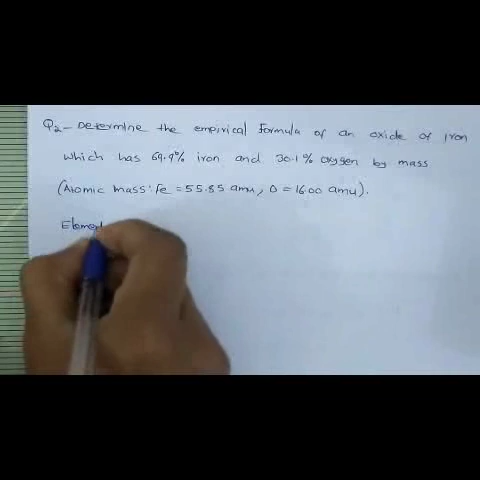 Q2 - Determine the empirical formula of an oxide of iron
which has 69.9% iron and 30.1% oxygen by mass
(Atomic mass: Fe = 55.85 amu, O = 16.00 amu).
Element